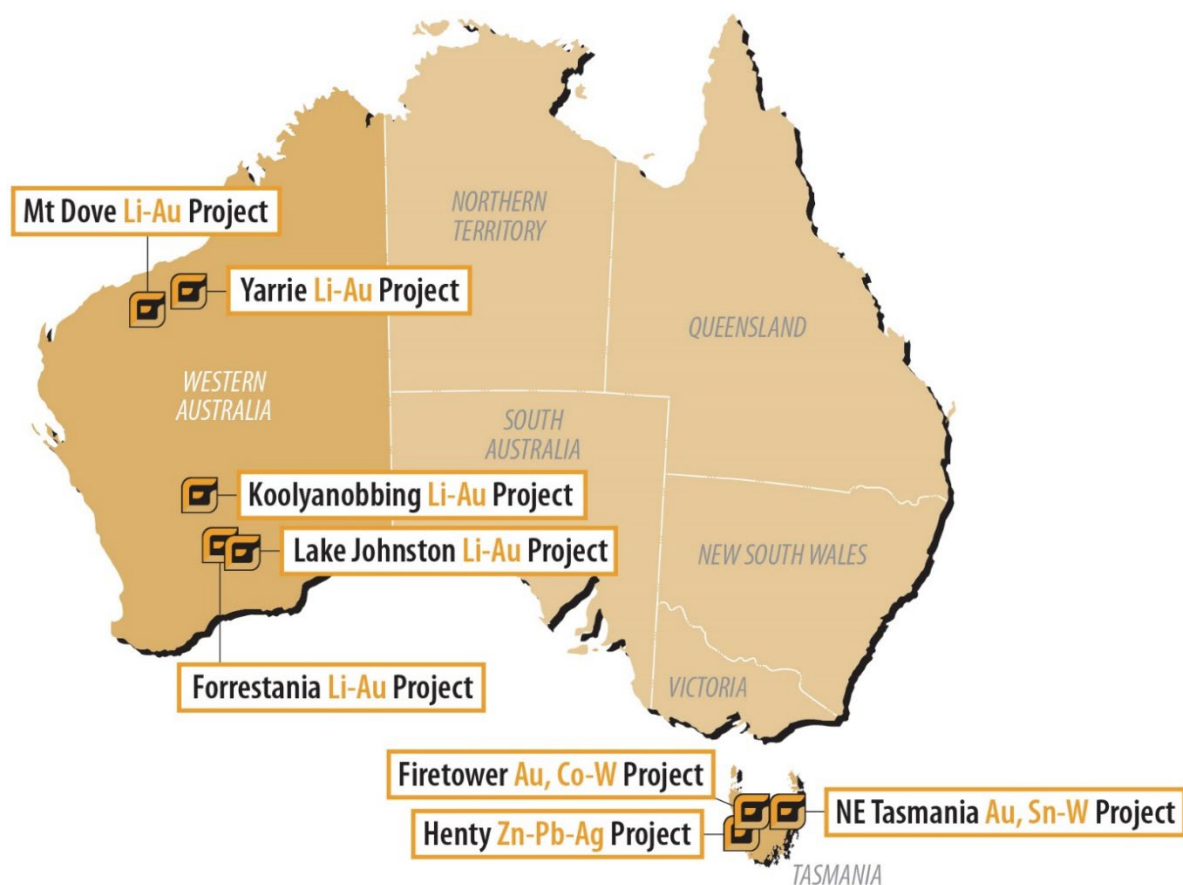 NORTHERN
TERRITORY
Mt Dove Li-Au Project
Yarrie Li-Au Project
QUEENSLAND
WESTERN
AUSTRALIA
SOUTH
AUSTRALIA
Koolyanobbing Li-Au Project
Lake Johnston Li-Au Project
NEW SOUTH WALES
Forrestania Li-Au Project
VICTORIA
Firetower Au, Co-W Project
NE Tasmania Au, Sn-W Project
Henty Zn-Pb-Ag Project
TASMANIA